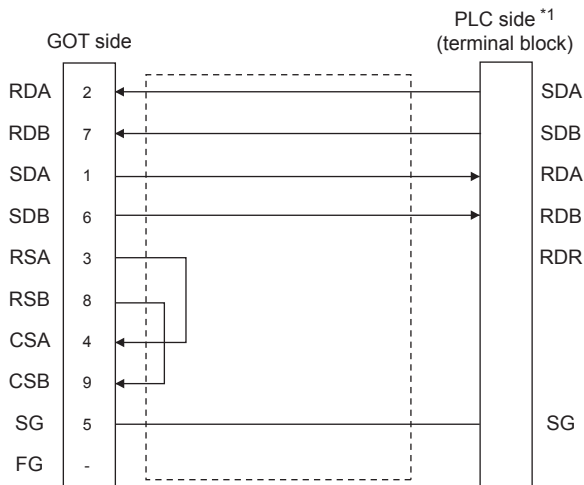 GOT side
PLC side *1
(terminal block)
RDA 2 SDA
RDB 7 SDB
SDA 1 RDA
SDB 6 RDB
RSA 3 RDR
RSB 8
CSA 4
CSB 9
SG 5 SG
FG -